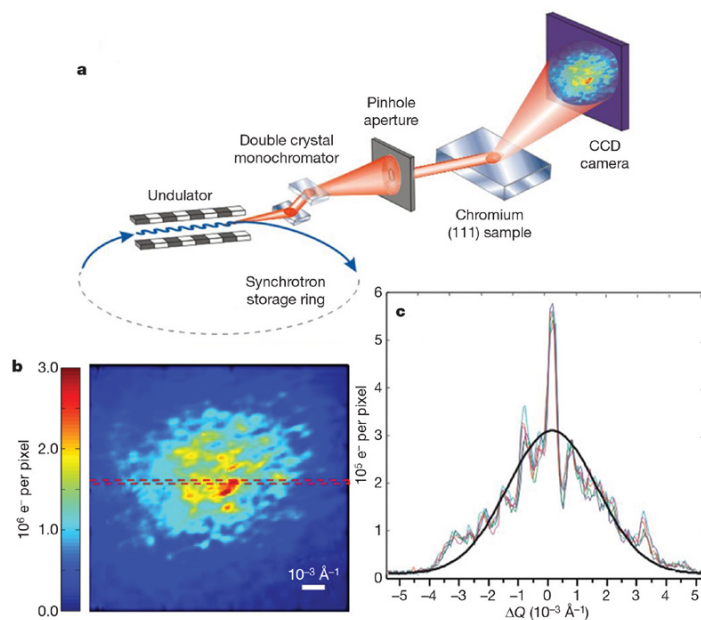 a
Undulator
Double crystal
monochromator
Pinhole
aperture
CCD
camera
Chromium
(111) sample
Synchrotron
storage ring
b
10⁶ e⁻ per pixel
3.0
2.0
1.0
0.0
10⁻³ Å⁻¹
c
10⁵ e⁻ per pixel
6
5
4
3
2
1
0
–5 –4 –3 –2 –1 0 1 2 3 4 5
ΔQ (10⁻³ Å⁻¹)